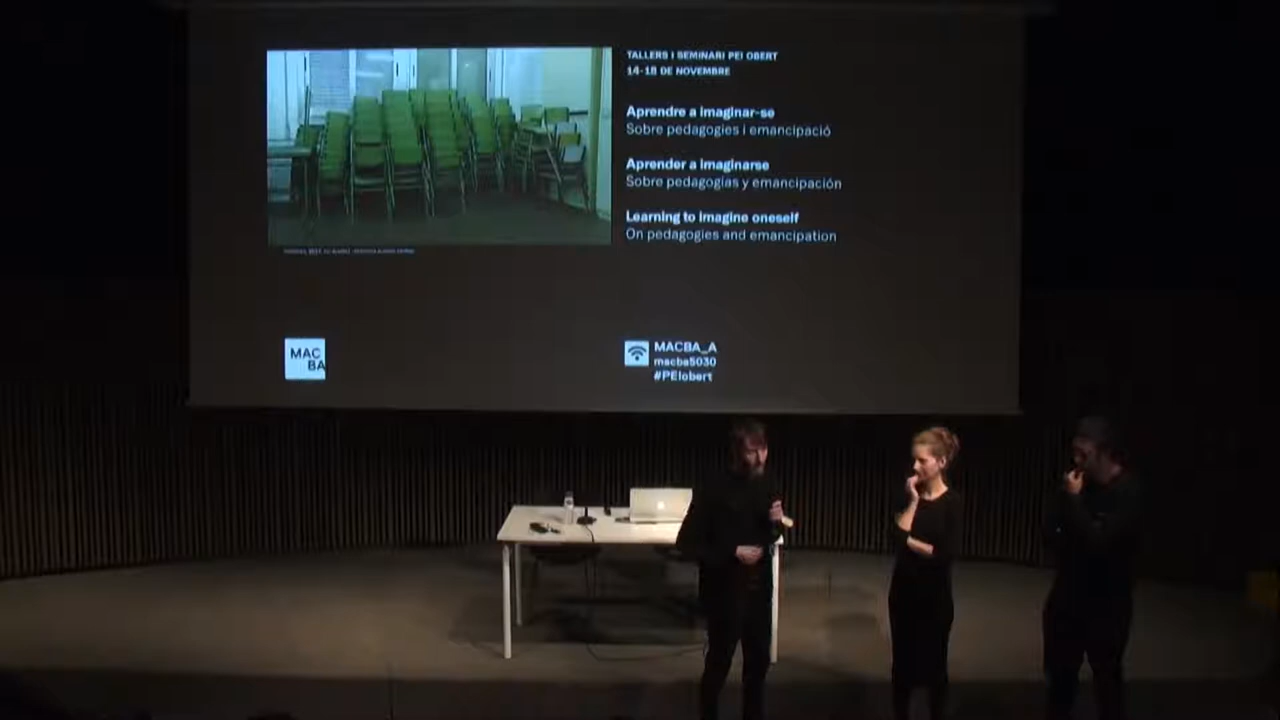 TALLERS I SEMINARI PEI OBERT
14-18 DE NOVEMBRE
Aprendre a imaginar-se
Sobre pedagogies i emancipació
Aprender a imaginarse
Sobre pedagogías y emancipación
Learning to imagine oneself
On pedagogies and emancipation
MAC
BA
MACBA_A
macba5030
#PEIobert